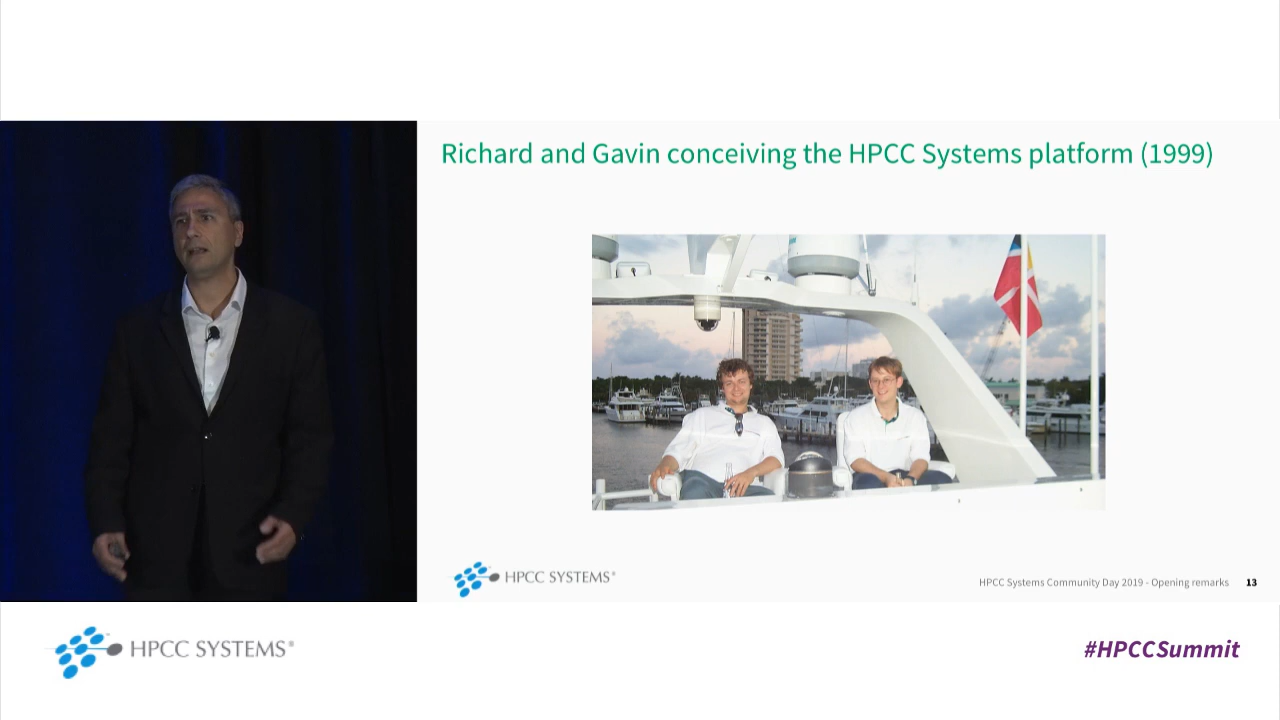 Richard and Gavin conceiving the HPCC Systems platform (1999)
HPCC SYSTEMS®
HPCC Systems Community Day 2019 - Opening remarks 13
HPCC SYSTEMS®
#HPCCSummit